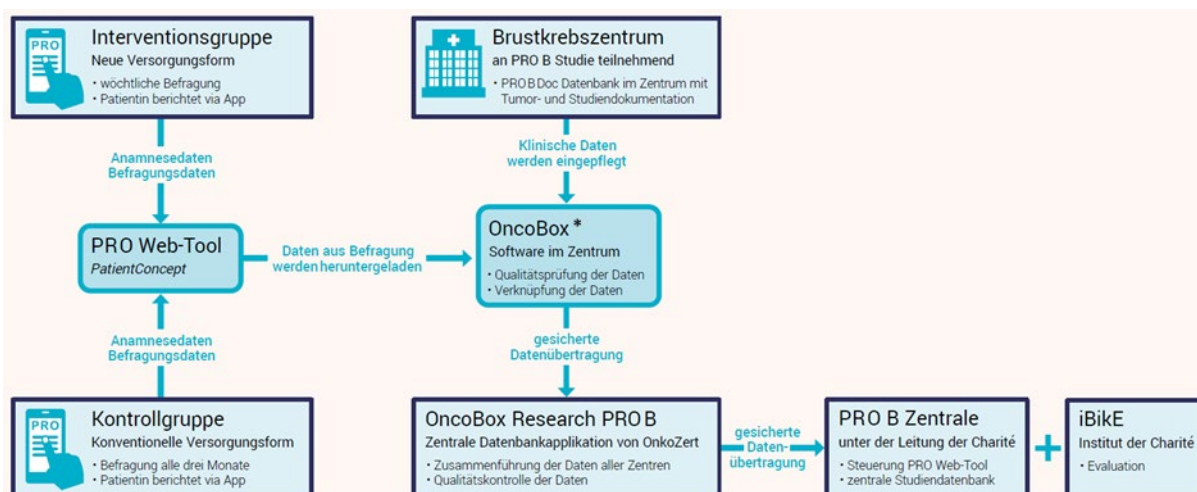 PRO
Interventionsgruppe
Neue Versorgungsform
• wöchtliche Befragung
• Patientin berichtet via App
Brustkrebszentrum
an PRO B Studie teilnehmend
• PROBDoc Datenbank im Zentrum mit
Tumor- und Studiendokumentation
Anamnesedaten
Befragungsdaten
Klinische Daten
werden eingepflegt
PRO Web-Tool
PatientConcept
Daten aus Befragung
werden heruntergeladen
OncoBox *
Software im Zentrum
• Qualitätsprüfung der Daten
• Verknüpfung der Daten
Anamnesedaten
Befragungsdaten
gesicherte
Datenübertragung
PRO
Kontrollgruppe
Konventionelle Versorgungsform
• Befragung alle drei Monate
• Patientin berichtet via App
OncoBox Research PRO B
Zentrale Datenbankapplikation von OnkoZert
• Zusammenführung der Daten aller Zentren
• Qualitätskontrolle der Daten
gesicherte
Daten-
übertragung
PRO B Zentrale
unter der Leitung der Charité
• Steuerung PRO Web-Tool
• zentrale Studiendatenbank
iBikE
Institut der Charité
• Evaluation